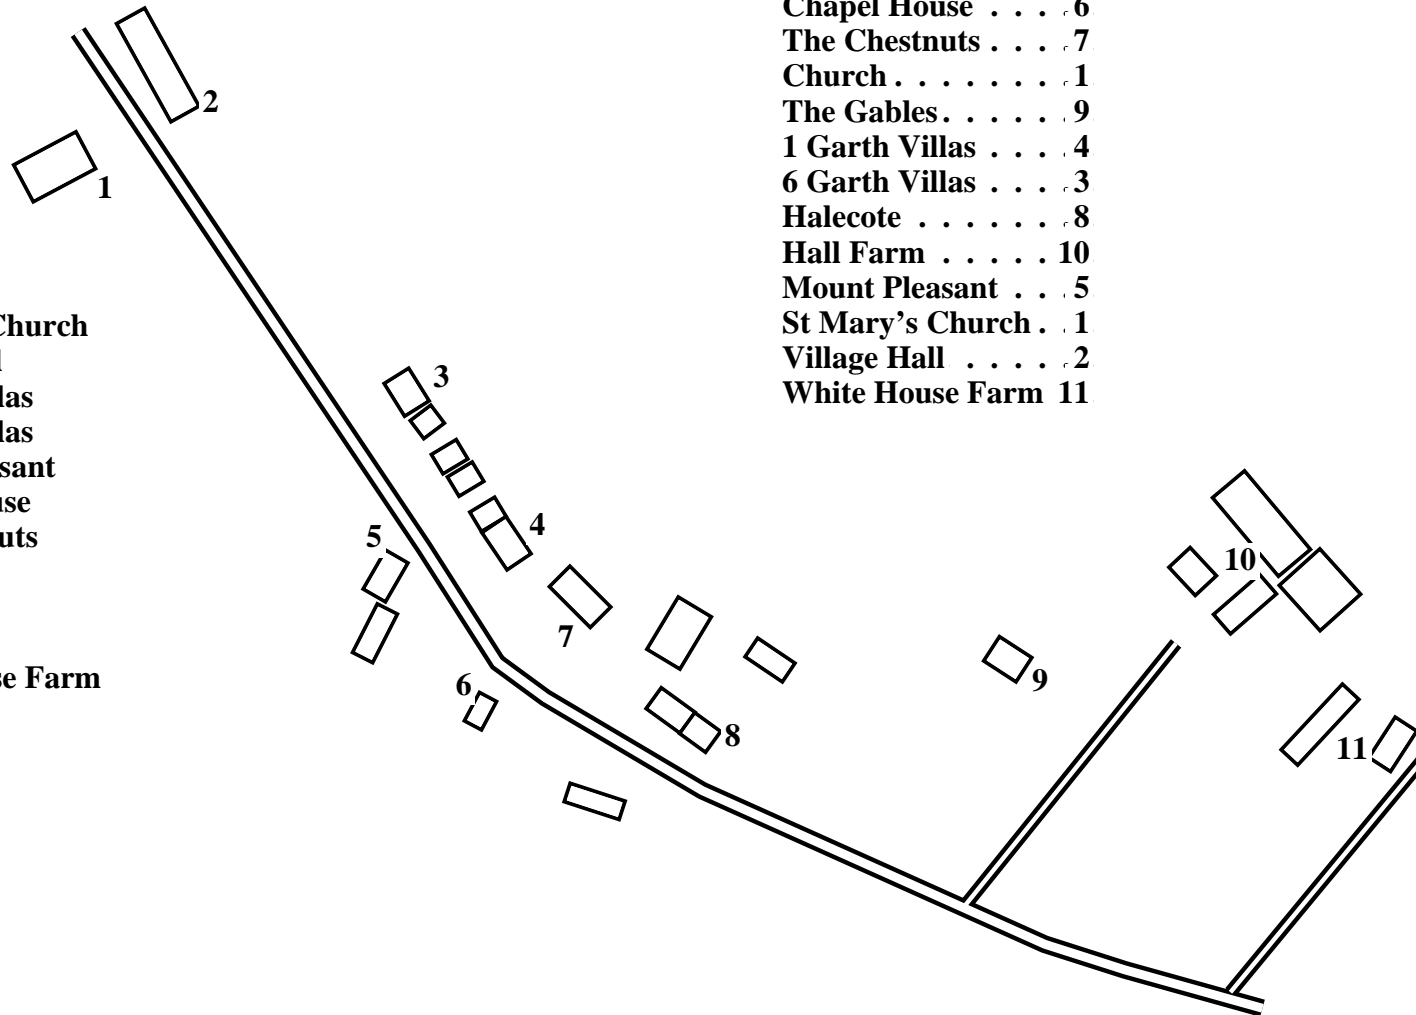 Chapel House . . . . 6
The Chestnuts . . . . 7
Church . . . . . . . . 1
The Gables . . . . . . 9
1 Garth Villas . . . . 4
6 Garth Villas . . . . 3
Halecote . . . . . . . 8
Hall Farm . . . . . 10
Mount Pleasant . . . 5
St Mary’s Church . . 1
Village Hall . . . . . 2
White House Farm 11
Church
las
las
sant
use
uts
se Farm
1
2
3
4
5
6
7
8
9
10
11